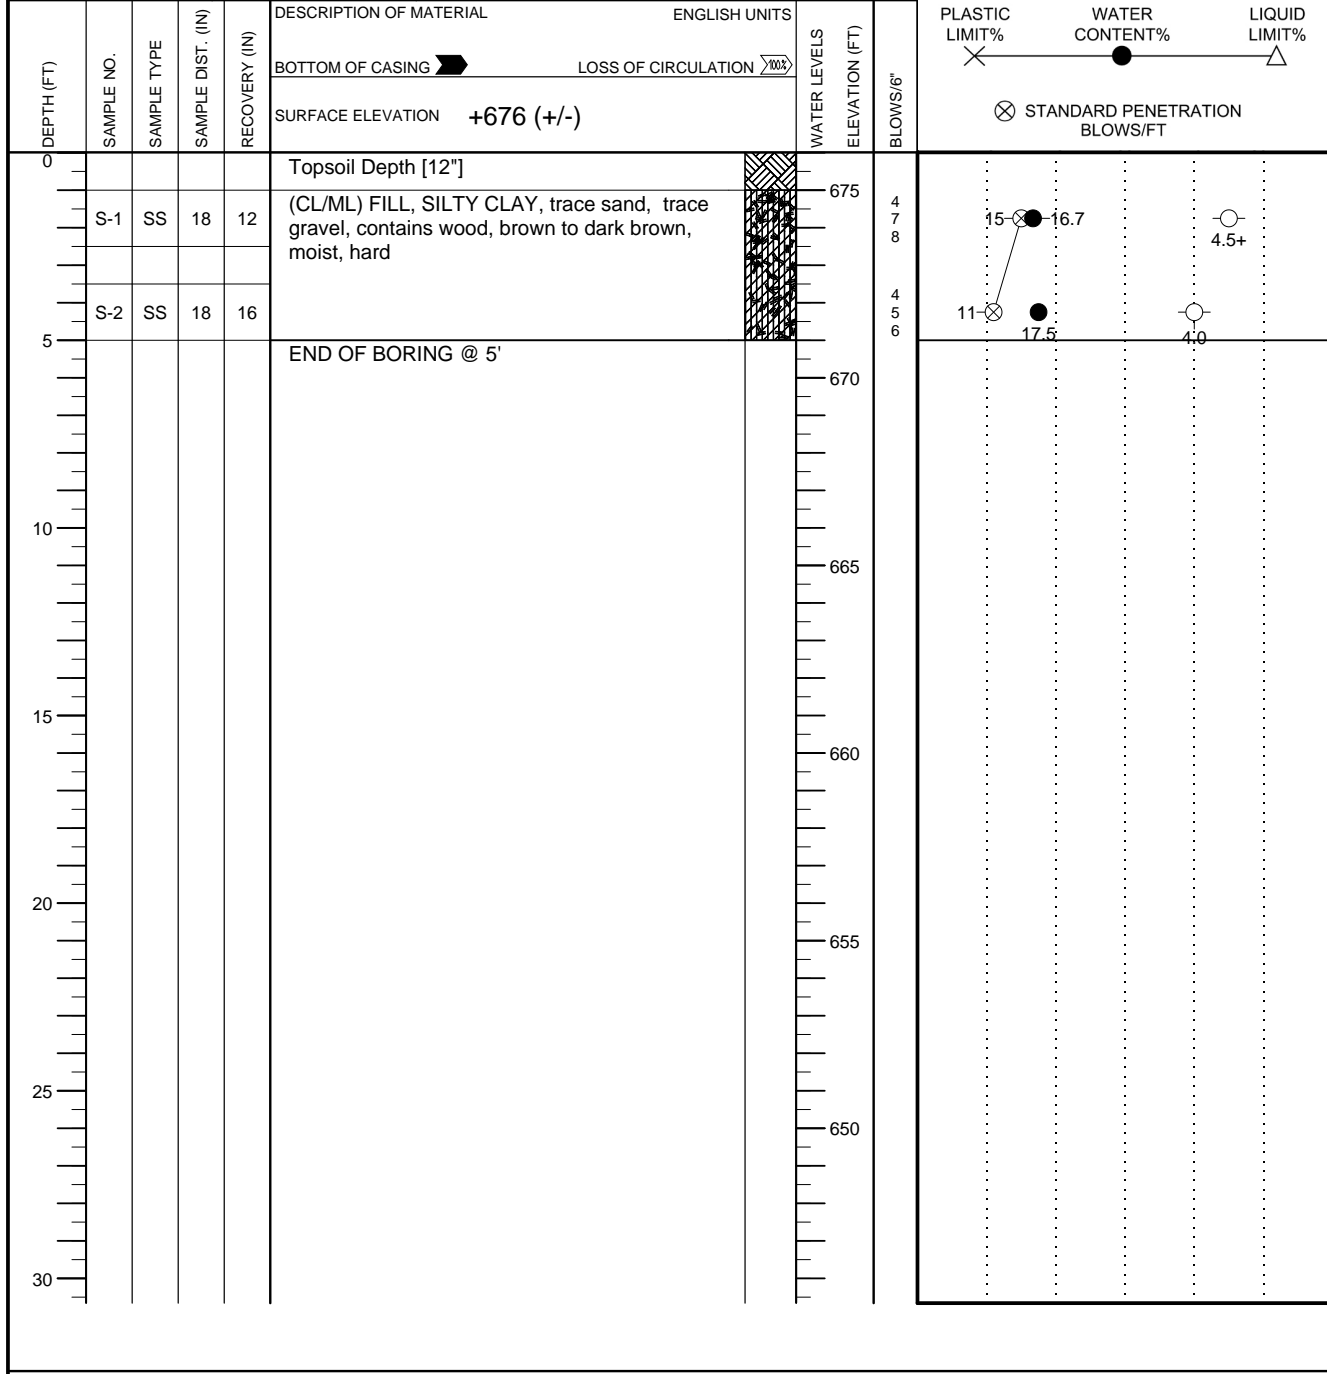 DEPTH (FT)
SAMPLE NO.
SAMPLE TYPE
SAMPLE DIST. (IN)
RECOVERY (IN)
DESCRIPTION OF MATERIAL ENGLISH UNITS
BOTTOM OF CASING LOSS OF CIRCULATION 100%
SURFACE ELEVATION +676 (+/-)
WATER LEVELS
ELEVATION (FT)
BLOWS/6"
PLASTIC LIMIT%
WATER CONTENT%
LIQUID LIMIT%
STANDARD PENETRATION
BLOWS/FT
0
Topsoil Depth [12"]
675
S-1 SS 18 12
(CL/ML) FILL, SILTY CLAY, trace sand, trace
gravel, contains wood, brown to dark brown,
moist, hard
4
7
8
15 16.7
4.5+
S-2 SS 18 16
4
5
6
11
17.5
4.0
5
END OF BORING @ 5'
670
10
665
15
660
20
655
25
650
30